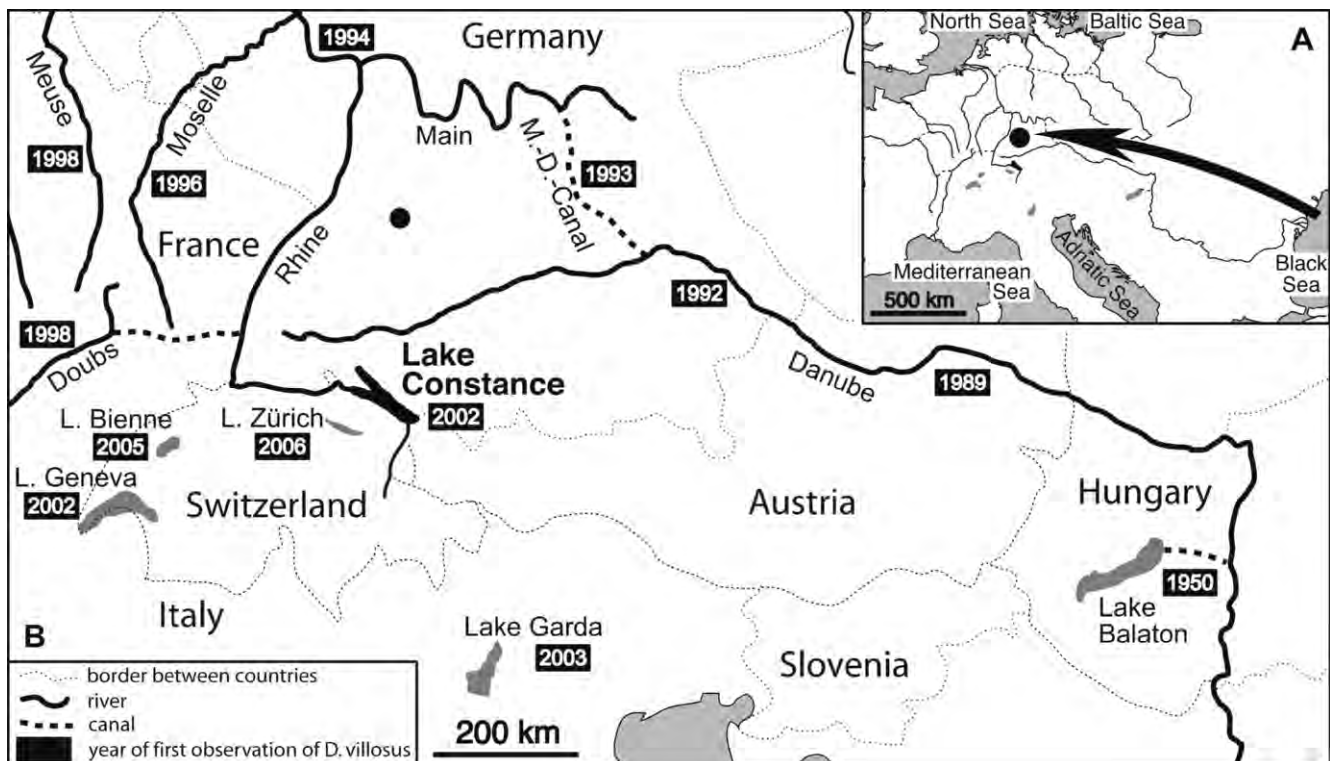 Meuse
1998
Moselle
1996
France
1994
Germany
Main
M.-D.-Canal
1993
Rhine
1998
Doubs
Lake
Constance
2002
L. Bienne
2005
L. Zürich
2006
L. Geneva
2002
Switzerland
1992
Danube
1989
Austria
Hungary
1950
Lake
Balaton
Italy
Lake Garda
2003
Slovenia
B
border between countries
river
canal
year of first observation of D. villosus
200 km
A
North Sea
Baltic Sea
Mediterranean
Sea
Adriatic Sea
Black
Sea
500 km